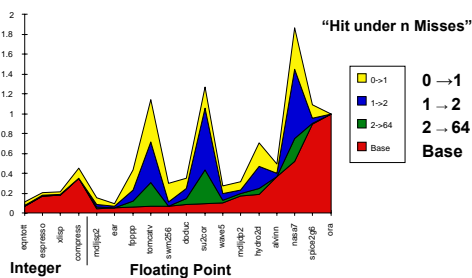 “Hit under n Misses”
2
1.8
1.6
1.4
1.2
1
0.8
0.6
0.4
0.2
0
0->1
1->2
2->64
Base
0 →1
1 → 2
2 → 64
Base
eqntott
espresso
xlisp
compress
mdljsp2
ear
fpppp
tomcatv
swm256
doduc
su2cor
wave5
mdljdp2
hydro2d
alvinn
nasa7
spice2g6
ora
Integer
Floating Point